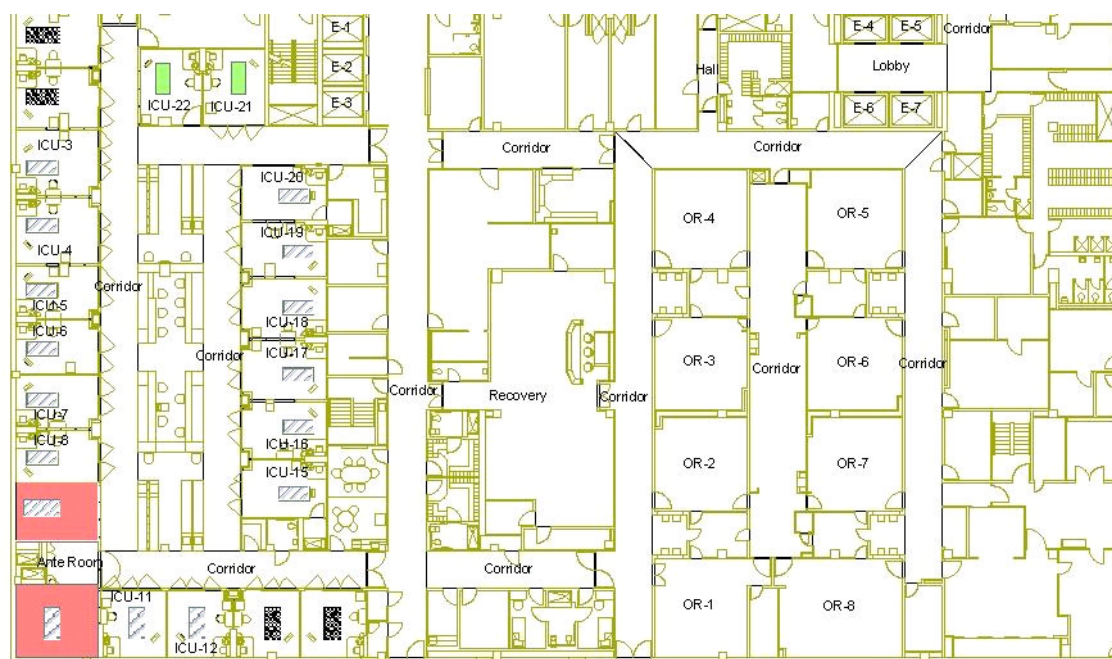 E-1
E-4
E-5
Corridor
E-2
Hall
Lobby
ICU-22
ICU-21
E-3
E-6
E-7
ICU-3
Corridor
Corridor
ICU-20
OR-4
OR-5
ICU-19
ICU-4
Corridor
ICU-5
ICU-18
ICU-6
ICU-17
Corridor
OR-3
OR-6
Corridor
Corridor
Corridor
Recovery
Corridor
ICU-7
ICU-8
ICU-16
ICU-15
OR-2
OR-7
Ante Room
Corridor
Corridor
ICU-11
OR-1
OR-8
ICU-12